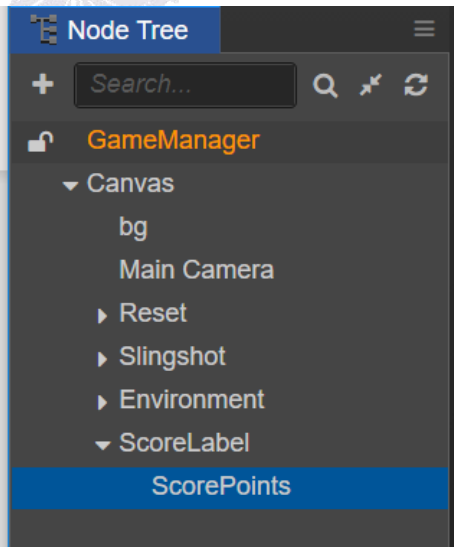 Node Tree
Search...
GameManager
Canvas
bg
Main Camera
Reset
Slingshot
Environment
ScoreLabel
ScorePoints